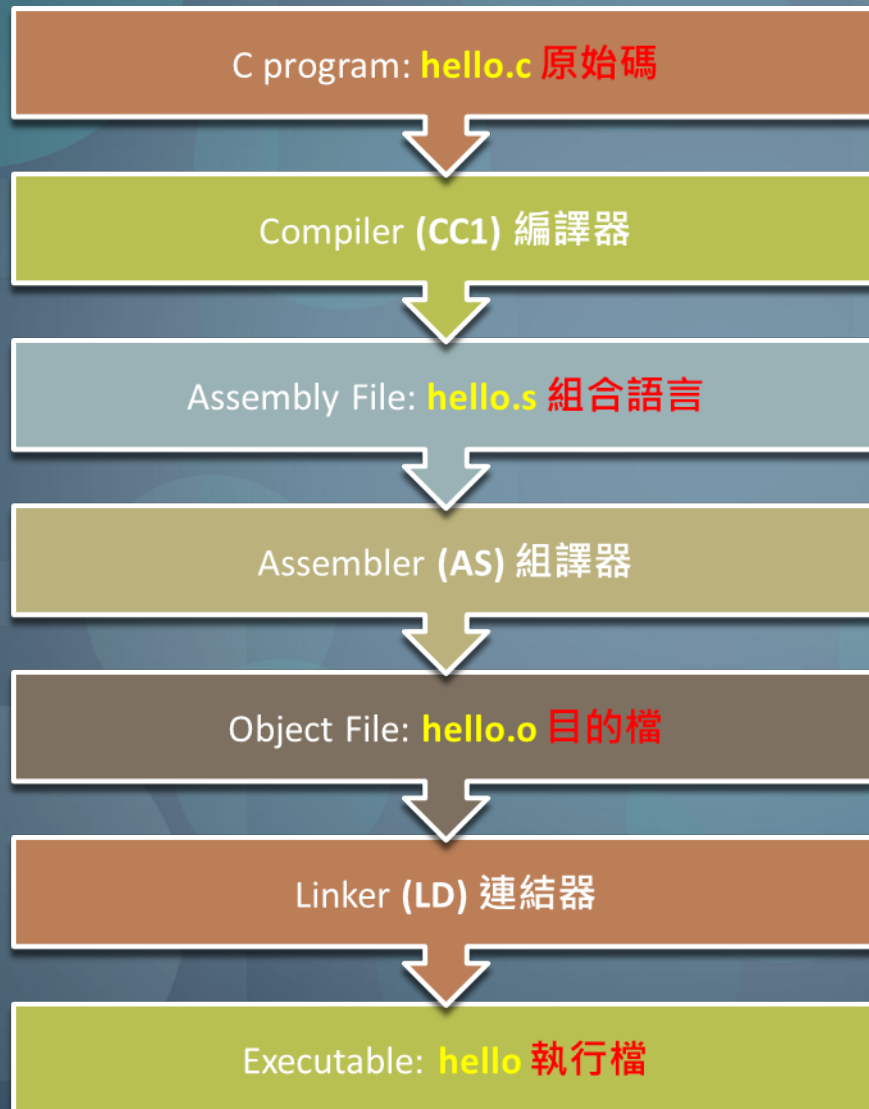 C program: hello.c 原始碼
Compiler (CC1) 編譯器
Assembly File: hello.s 組合語言
Assembler (AS) 組譯器
Object File: hello.o 目的檔
Linker (LD) 連結器
Executable: hello 執行檔